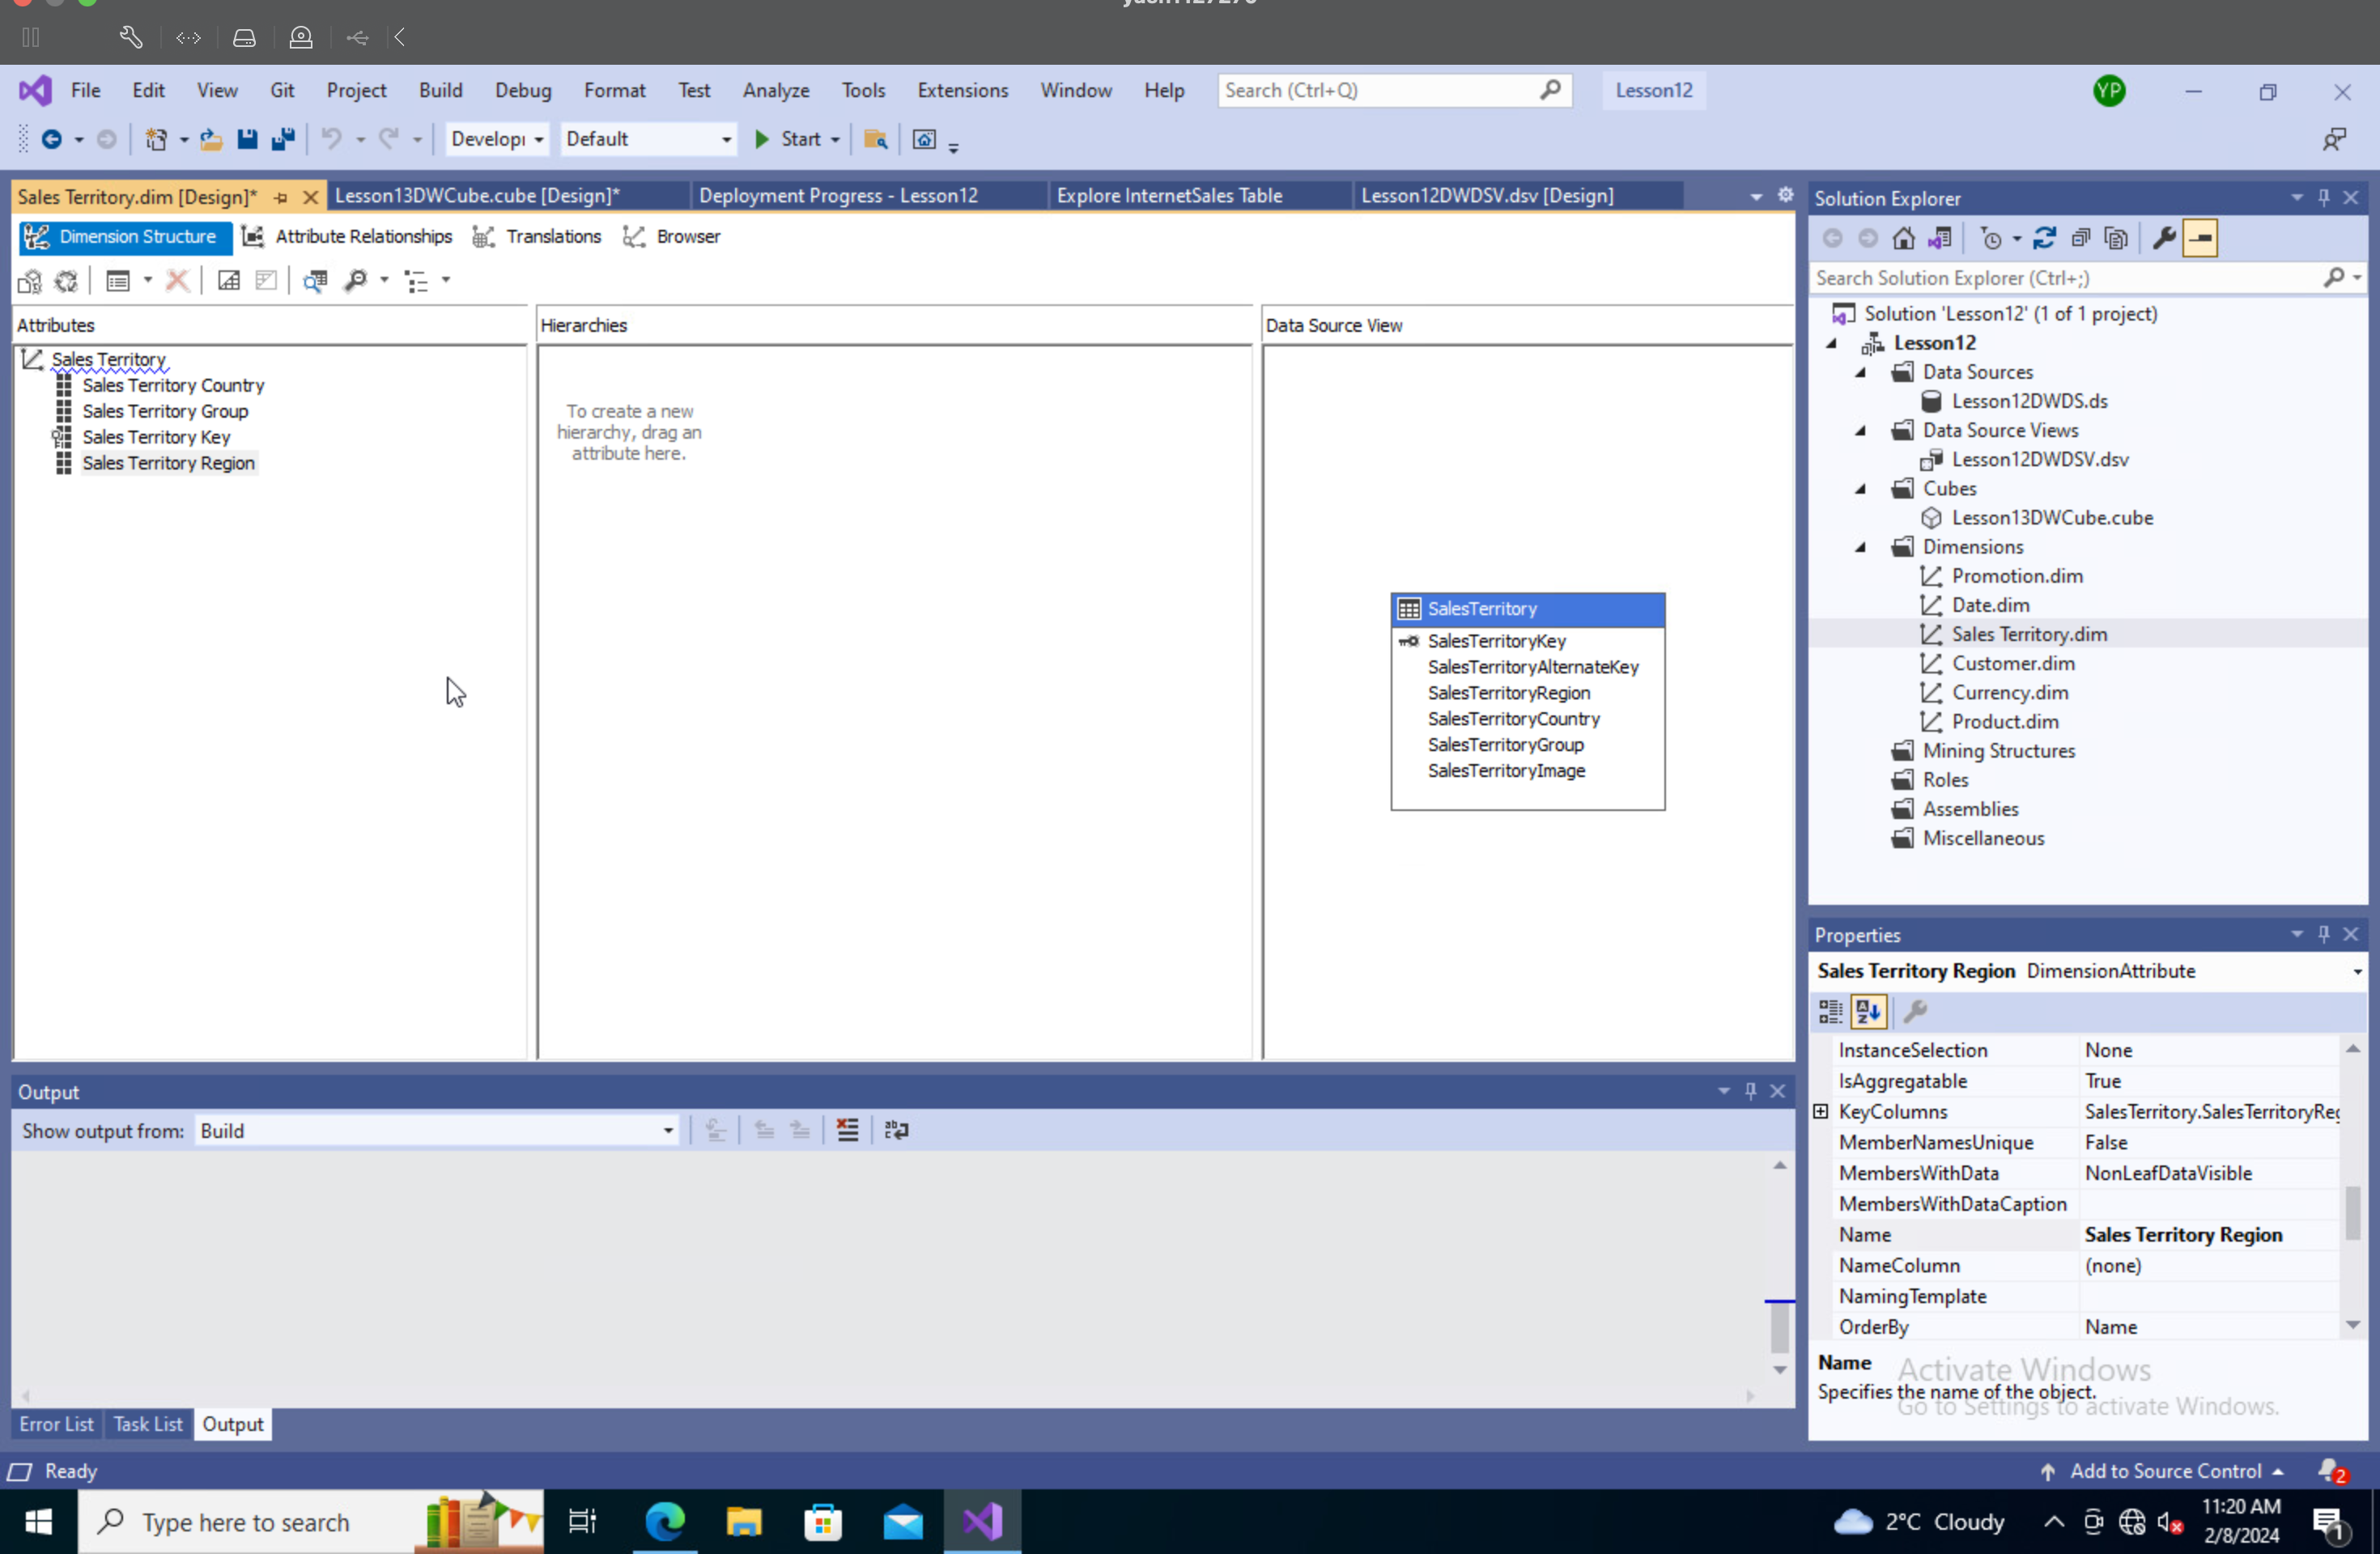 File Edit View Git Project Build Debug Format Test Analyze Tools Extensions Window Help Search (Ctrl+Q) Lesson12 YP
Developi Default Start
Sales Territory.dim [Design]* Lesson13DWCube.cube [Design]* Deployment Progress - Lesson12 Explore InternetSales Table Lesson12DWDSV.dsv [Design]
Dimension Structure Attribute Relationships Translations Browser
Attributes
Sales Territory
Sales Territory Country
Sales Territory Group
Sales Territory Key
Sales Territory Region
Hierarchies
To create a new
hierarchy, drag an
attribute here.
Data Source View
SalesTerritory
SalesTerritoryKey
SalesTerritoryAlternateKey
SalesTerritoryRegion
SalesTerritoryCountry
SalesTerritoryGroup
SalesTerritoryImage
Solution Explorer
Search Solution Explorer (Ctrl+;)
Solution 'Lesson12' (1 of 1 project)
Lesson12
Data Sources
Lesson12DWDS.ds
Data Source Views
Lesson12DWDSV.dsv
Cubes
Lesson13DWCube.cube
Dimensions
Promotion.dim
Date.dim
Sales Territory.dim
Customer.dim
Currency.dim
Product.dim
Mining Structures
Roles
Assemblies
Miscellaneous
Properties
Sales Territory Region DimensionAttribute
InstanceSelection None
IsAggregatable True
KeyColumns SalesTerritory.SalesTerritoryReg
MemberNamesUnique False
MembersWithData NonLeafDataVisible
MembersWithDataCaption
Name Sales Territory Region
NameColumn (none)
NamingTemplate
OrderBy Name
Name
Specifies the name of the object.
Activate Windows
Go to Settings to activate Windows.
Output
Show output from: Build
Error List Task List Output
Ready
Add to Source Control 2
Type here to search
2°C Cloudy
11:20 AM
2/8/2024
1